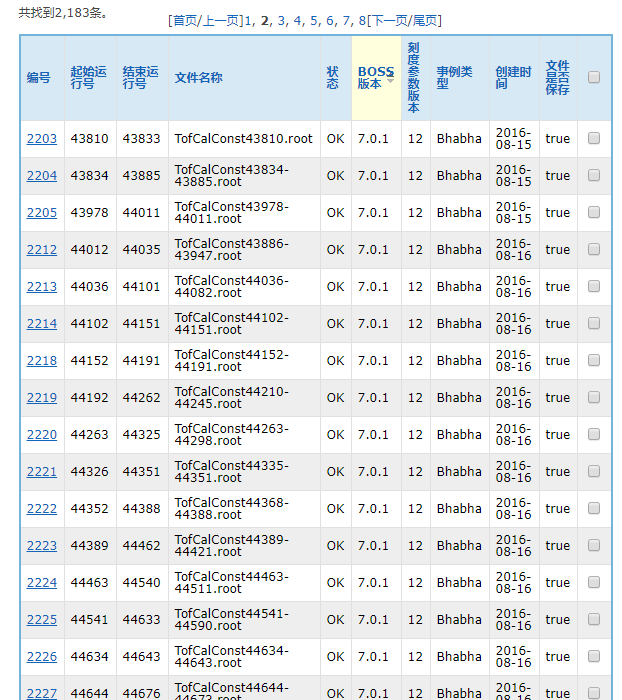 共找到2,183条。
[首页/上一页]1, 2, 3, 4, 5, 6, 7, 8[下一页/尾页]
编号 起始运行号 结束运行号 文件名称 状态 BOSS版本 刻度参数版本 事例类型 创建时间 文件是否保存
2203 43810 43833 TofCalConst43810.root OK 7.0.1 12 Bhabha 2016-08-15 true
2204 43834 43885 TofCalConst43834-43885.root OK 7.0.1 12 Bhabha 2016-08-15 true
2205 43978 44011 TofCalConst43978-44011.root OK 7.0.1 12 Bhabha 2016-08-15 true
2212 44012 44035 TofCalConst43886-43947.root OK 7.0.1 12 Bhabha 2016-08-16 true
2213 44036 44101 TofCalConst44036-44082.root OK 7.0.1 12 Bhabha 2016-08-16 true
2214 44102 44151 TofCalConst44102-44151.root OK 7.0.1 12 Bhabha 2016-08-16 true
2218 44152 44191 TofCalConst44152-44191.root OK 7.0.1 12 Bhabha 2016-08-16 true
2219 44192 44262 TofCalConst44210-44245.root OK 7.0.1 12 Bhabha 2016-08-16 true
2220 44263 44325 TofCalConst44263-44298.root OK 7.0.1 12 Bhabha 2016-08-16 true
2221 44326 44351 TofCalConst44335-44351.root OK 7.0.1 12 Bhabha 2016-08-16 true
2222 44352 44388 TofCalConst44368-44388.root OK 7.0.1 12 Bhabha 2016-08-16 true
2223 44389 44462 TofCalConst44389-44421.root OK 7.0.1 12 Bhabha 2016-08-16 true
2224 44463 44540 TofCalConst44463-44511.root OK 7.0.1 12 Bhabha 2016-08-16 true
2225 44541 44633 TofCalConst44541-44590.root OK 7.0.1 12 Bhabha 2016-08-16 true
2226 44634 44643 TofCalConst44634-44643.root OK 7.0.1 12 Bhabha 2016-08-16 true
2227 44644 44676 TofCalConst44644-44673.root OK 7.0.1 12 Bhabha 2016-08-16 true